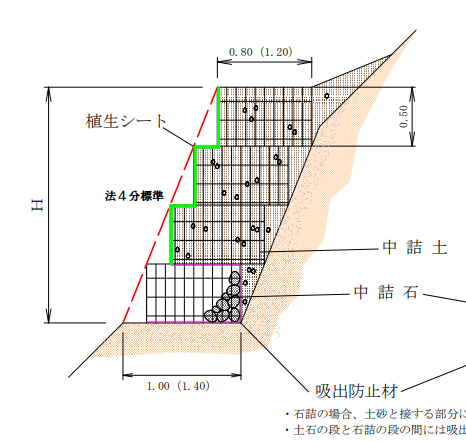 0.80 (1.20)
植生シート
0.50
H
法4分標準
中 詰 土
中 詰 石
1.00 (1.40)
吸出防止材
・石詰の場合、土砂と接する部分に
・土石の段と石詰の段の間には吸出